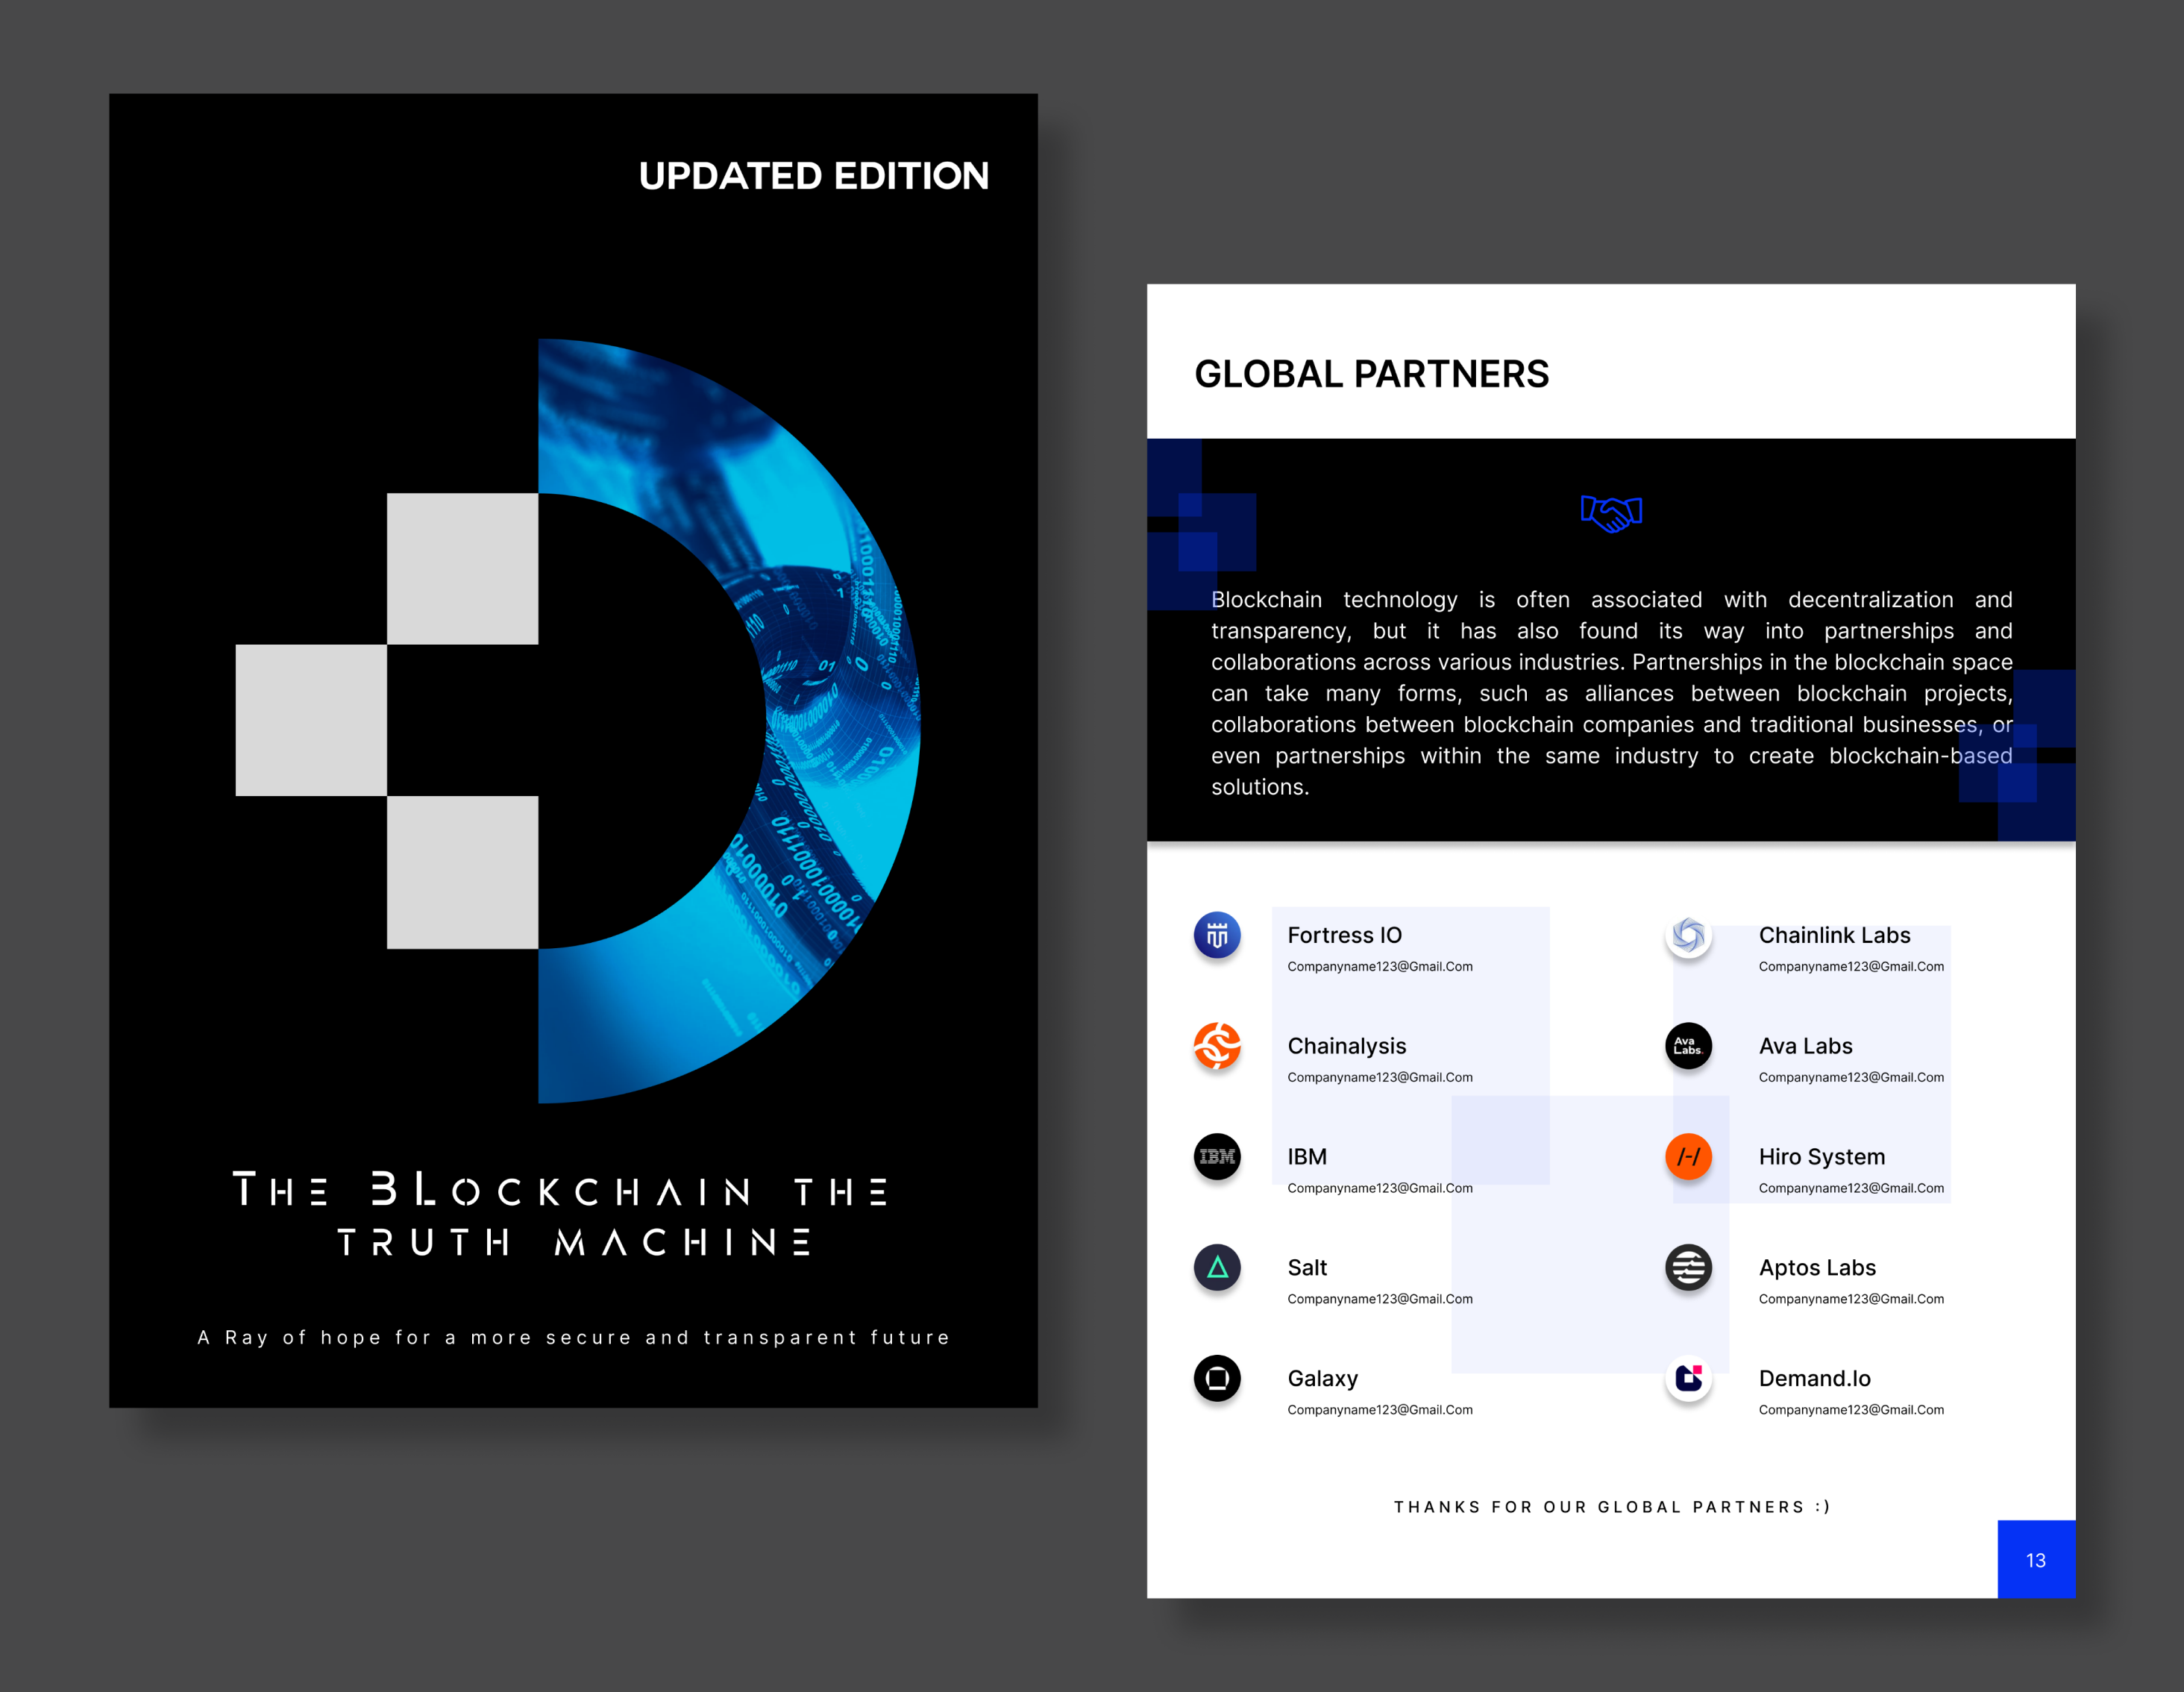 UPDATED EDITION
The BLockchain the
truth machine
A Ray of hope for a more secure and transparent future
GLOBAL PARTNERS
Blockchain technology is often associated with decentralization and
transparency, but it has also found its way into partnerships and
collaborations across various industries. Partnerships in the blockchain space
can take many forms, such as alliances between blockchain projects,
collaborations between blockchain companies and traditional businesses, or
even partnerships within the same industry to create blockchain-based
solutions.
Fortress IO
Companyname123@Gmail.Com
Chainalysis
Companyname123@Gmail.Com
IBM
IBM
Companyname123@Gmail.Com
Salt
Companyname123@Gmail.Com
Galaxy
Companyname123@Gmail.Com
Chainlink Labs
Companyname123@Gmail.Com
Ava
Labs.
Ava Labs
Companyname123@Gmail.Com
Hiro System
Companyname123@Gmail.Com
Aptos Labs
Companyname123@Gmail.Com
Demand.Io
Companyname123@Gmail.Com
THANKS FOR OUR GLOBAL PARTNERS :)
13